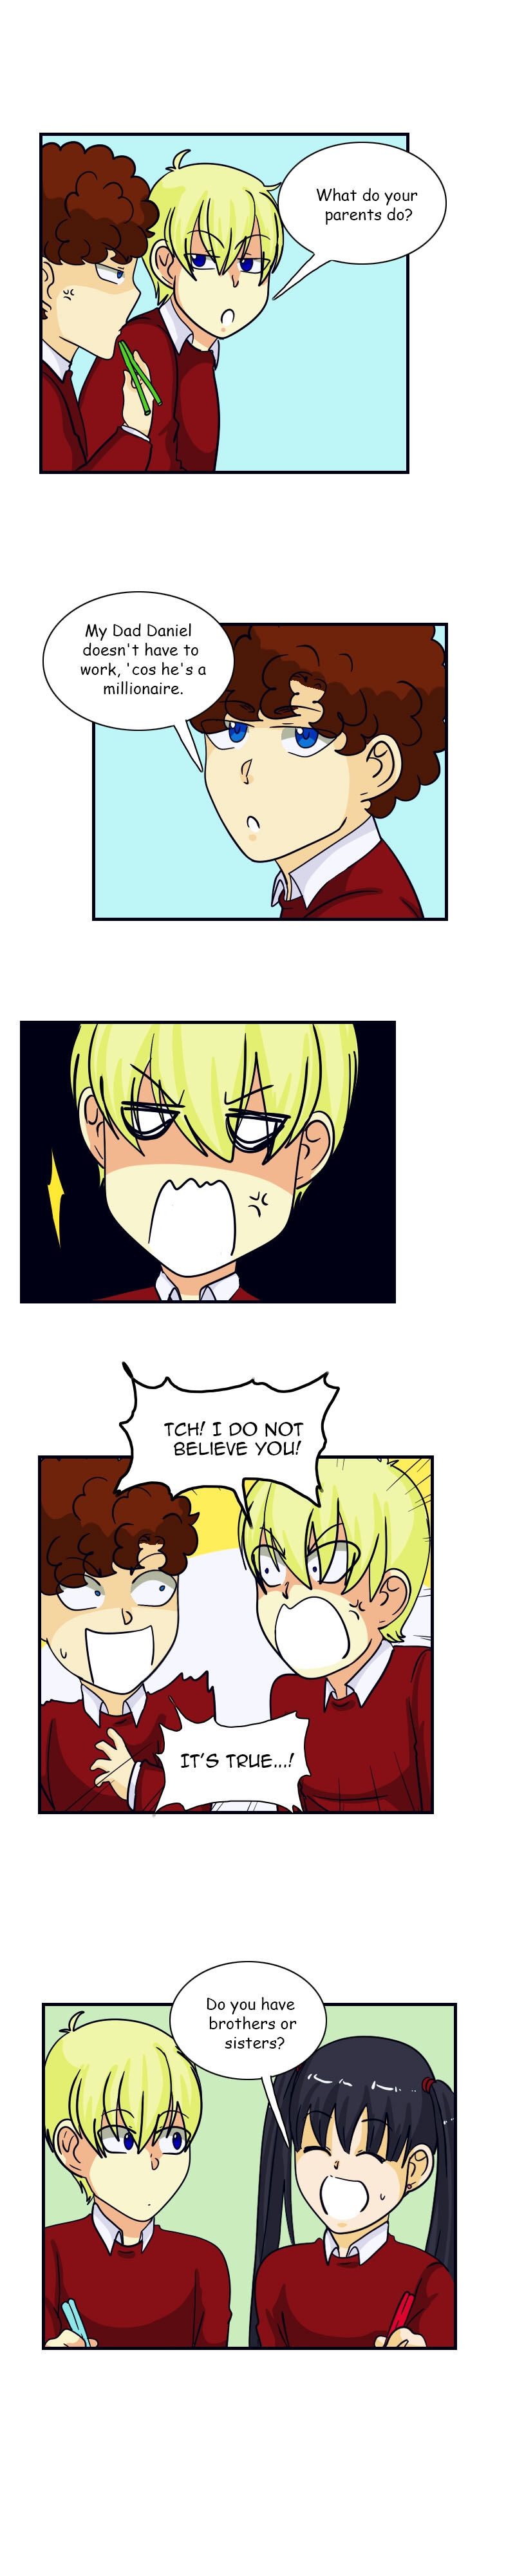 What do your
parents do?
My Dad Daniel
doesn't have to
work, 'cos he's a
millionaire.
TCH! I DO NOT
BELIEVE YOU!
IT'S TRUE...!
Do you have
brothers or
sisters?